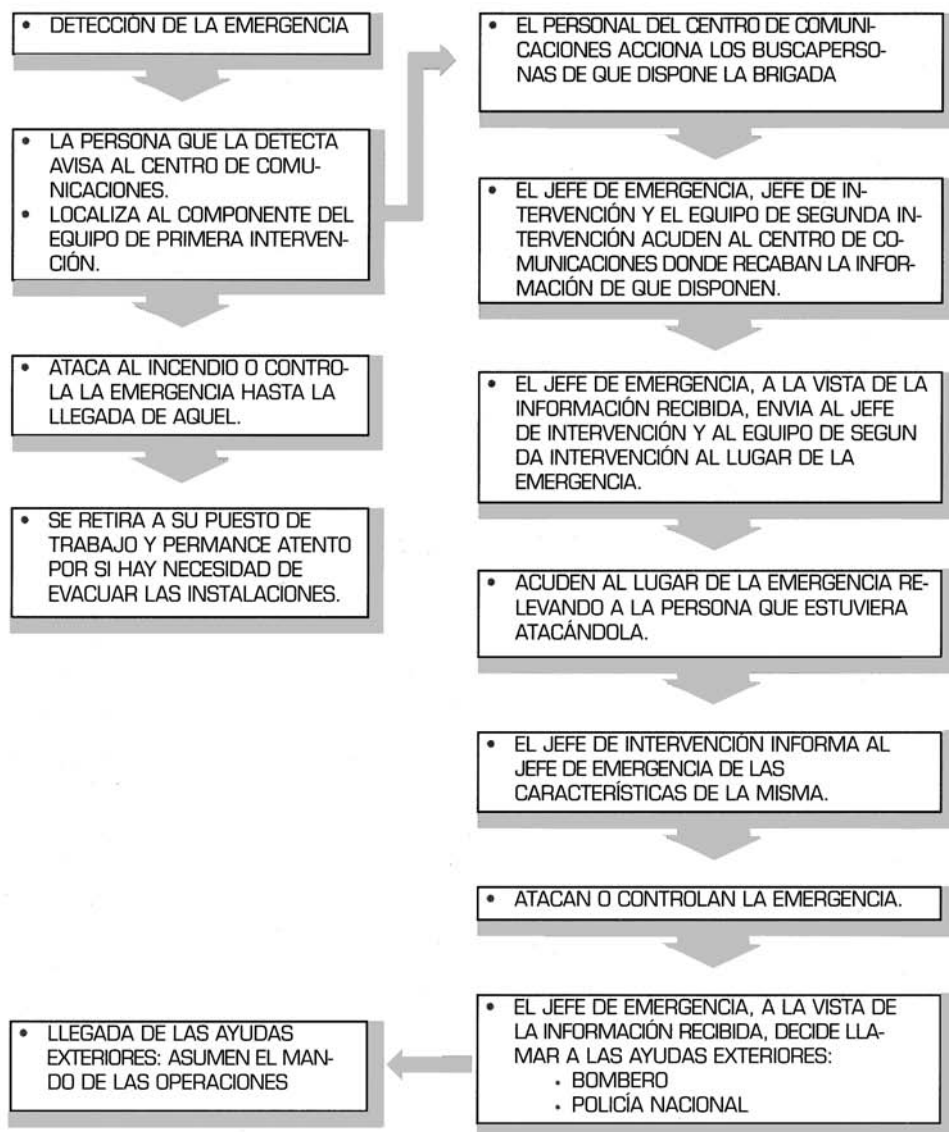 • DETECCIÓN DE LA EMERGENCIA
• LA PERSONA QUE LA DETECTA
AVISA AL CENTRO DE COMU-
NICACIONES.
• LOCALIZA AL COMPONENTE DEL
EQUIPO DE PRIMERA INTERVEN-
CIÓN.
• ATACA AL INCENDIO O CONTRO-
LA LA EMERGENCIA HASTA LA
LLEGADA DE AQUEL.
• SE RETIRA A SU PUESTO DE
TRABAJO Y PERMANCE ATENTO
POR SI HAY NECESIDAD DE
EVACUAR LAS INSTALACIONES.
• EL PERSONAL DEL CENTRO DE COMUNI-
CACIONES ACCIONA LOS BUSCAPERSO-
NAS DE QUE DISPONE LA BRIGADA
• EL JEFE DE EMERGENCIA, JEFE DE IN-
TERVENCIÓN Y EL EQUIPO DE SEGUNDA IN-
TERVENCIÓN ACUDEN AL CENTRO DE CO-
MUNICACIONES DONDE RECABAN LA INFOR-
MACIÓN DE QUE DISPONEN.
• EL JEFE DE EMERGENCIA, A LA VISTA DE LA
INFORMACIÓN RECIBIDA, ENVIA AL JEFE
DE INTERVENCIÓN Y AL EQUIPO DE SEGUN
DA INTERVENCIÓN AL LUGAR DE LA
EMERGENCIA.
• ACUDEN AL LUGAR DE LA EMERGENCIA RE-
LEVANDO A LA PERSONA QUE ESTUVIERA
ATACÁNDOLA.
• EL JEFE DE INTERVENCIÓN INFORMA AL
JEFE DE EMERGENCIA DE LAS
CARACTERÍSTICAS DE LA MISMA.
• ATACAN O CONTROLAN LA EMERGENCIA.
• EL JEFE DE EMERGENCIA, A LA VISTA DE
LA INFORMACIÓN RECIBIDA, DECIDE LLA-
MAR A LAS AYUDAS EXTERIORES:
• BOMBERO
• POLICÍA NACIONAL
• LLEGADA DE LAS AYUDAS
EXTERIORES: ASUMEN EL MAN-
DO DE LAS OPERACIONES